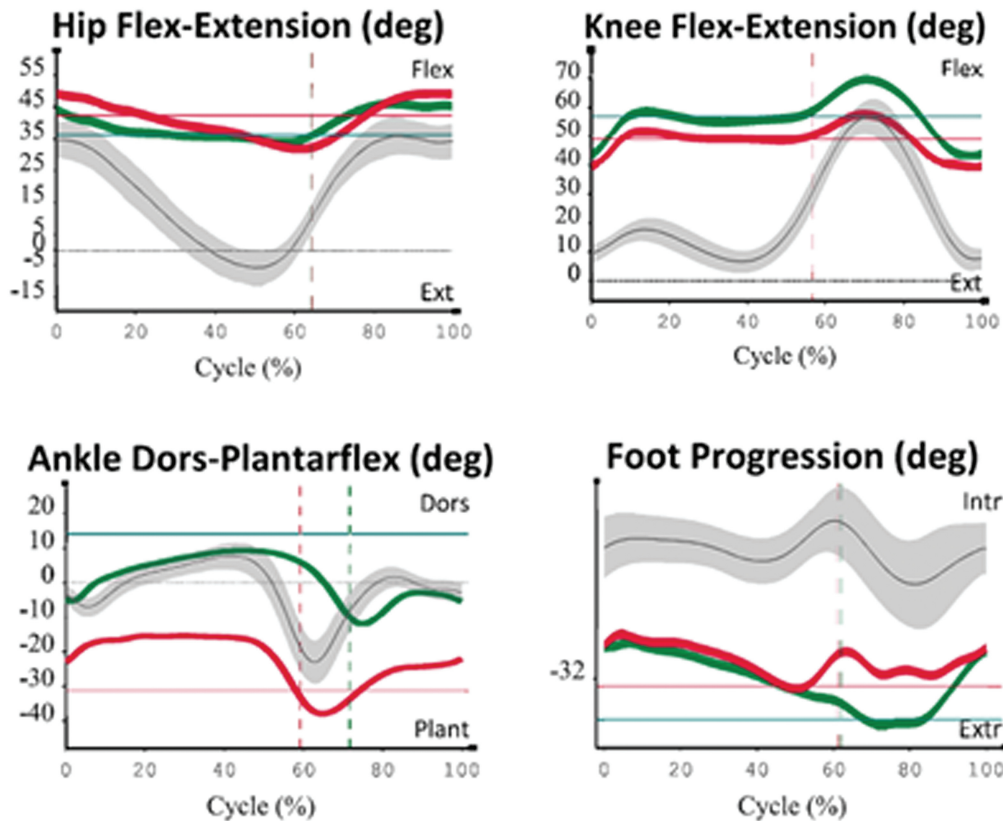 Hip Flex-Extension (deg)
55
45
35
25
15
5
0
-5
-15
Flex
Ext
0 20 40 60 80 100
Cycle (%)
Knee Flex-Extension (deg)
70
60
50
40
30
20
10
0
Flex
Ext
0 20 40 60 80 100
Cycle (%)
Ankle Dors-Plantarflex (deg)
20
10
0
-10
-20
-30
-40
Dors
Plant
0 20 40 60 80 100
Cycle (%)
Foot Progression (deg)
-32
Intr
Extr
0 20 40 60 80 100
Cycle (%)